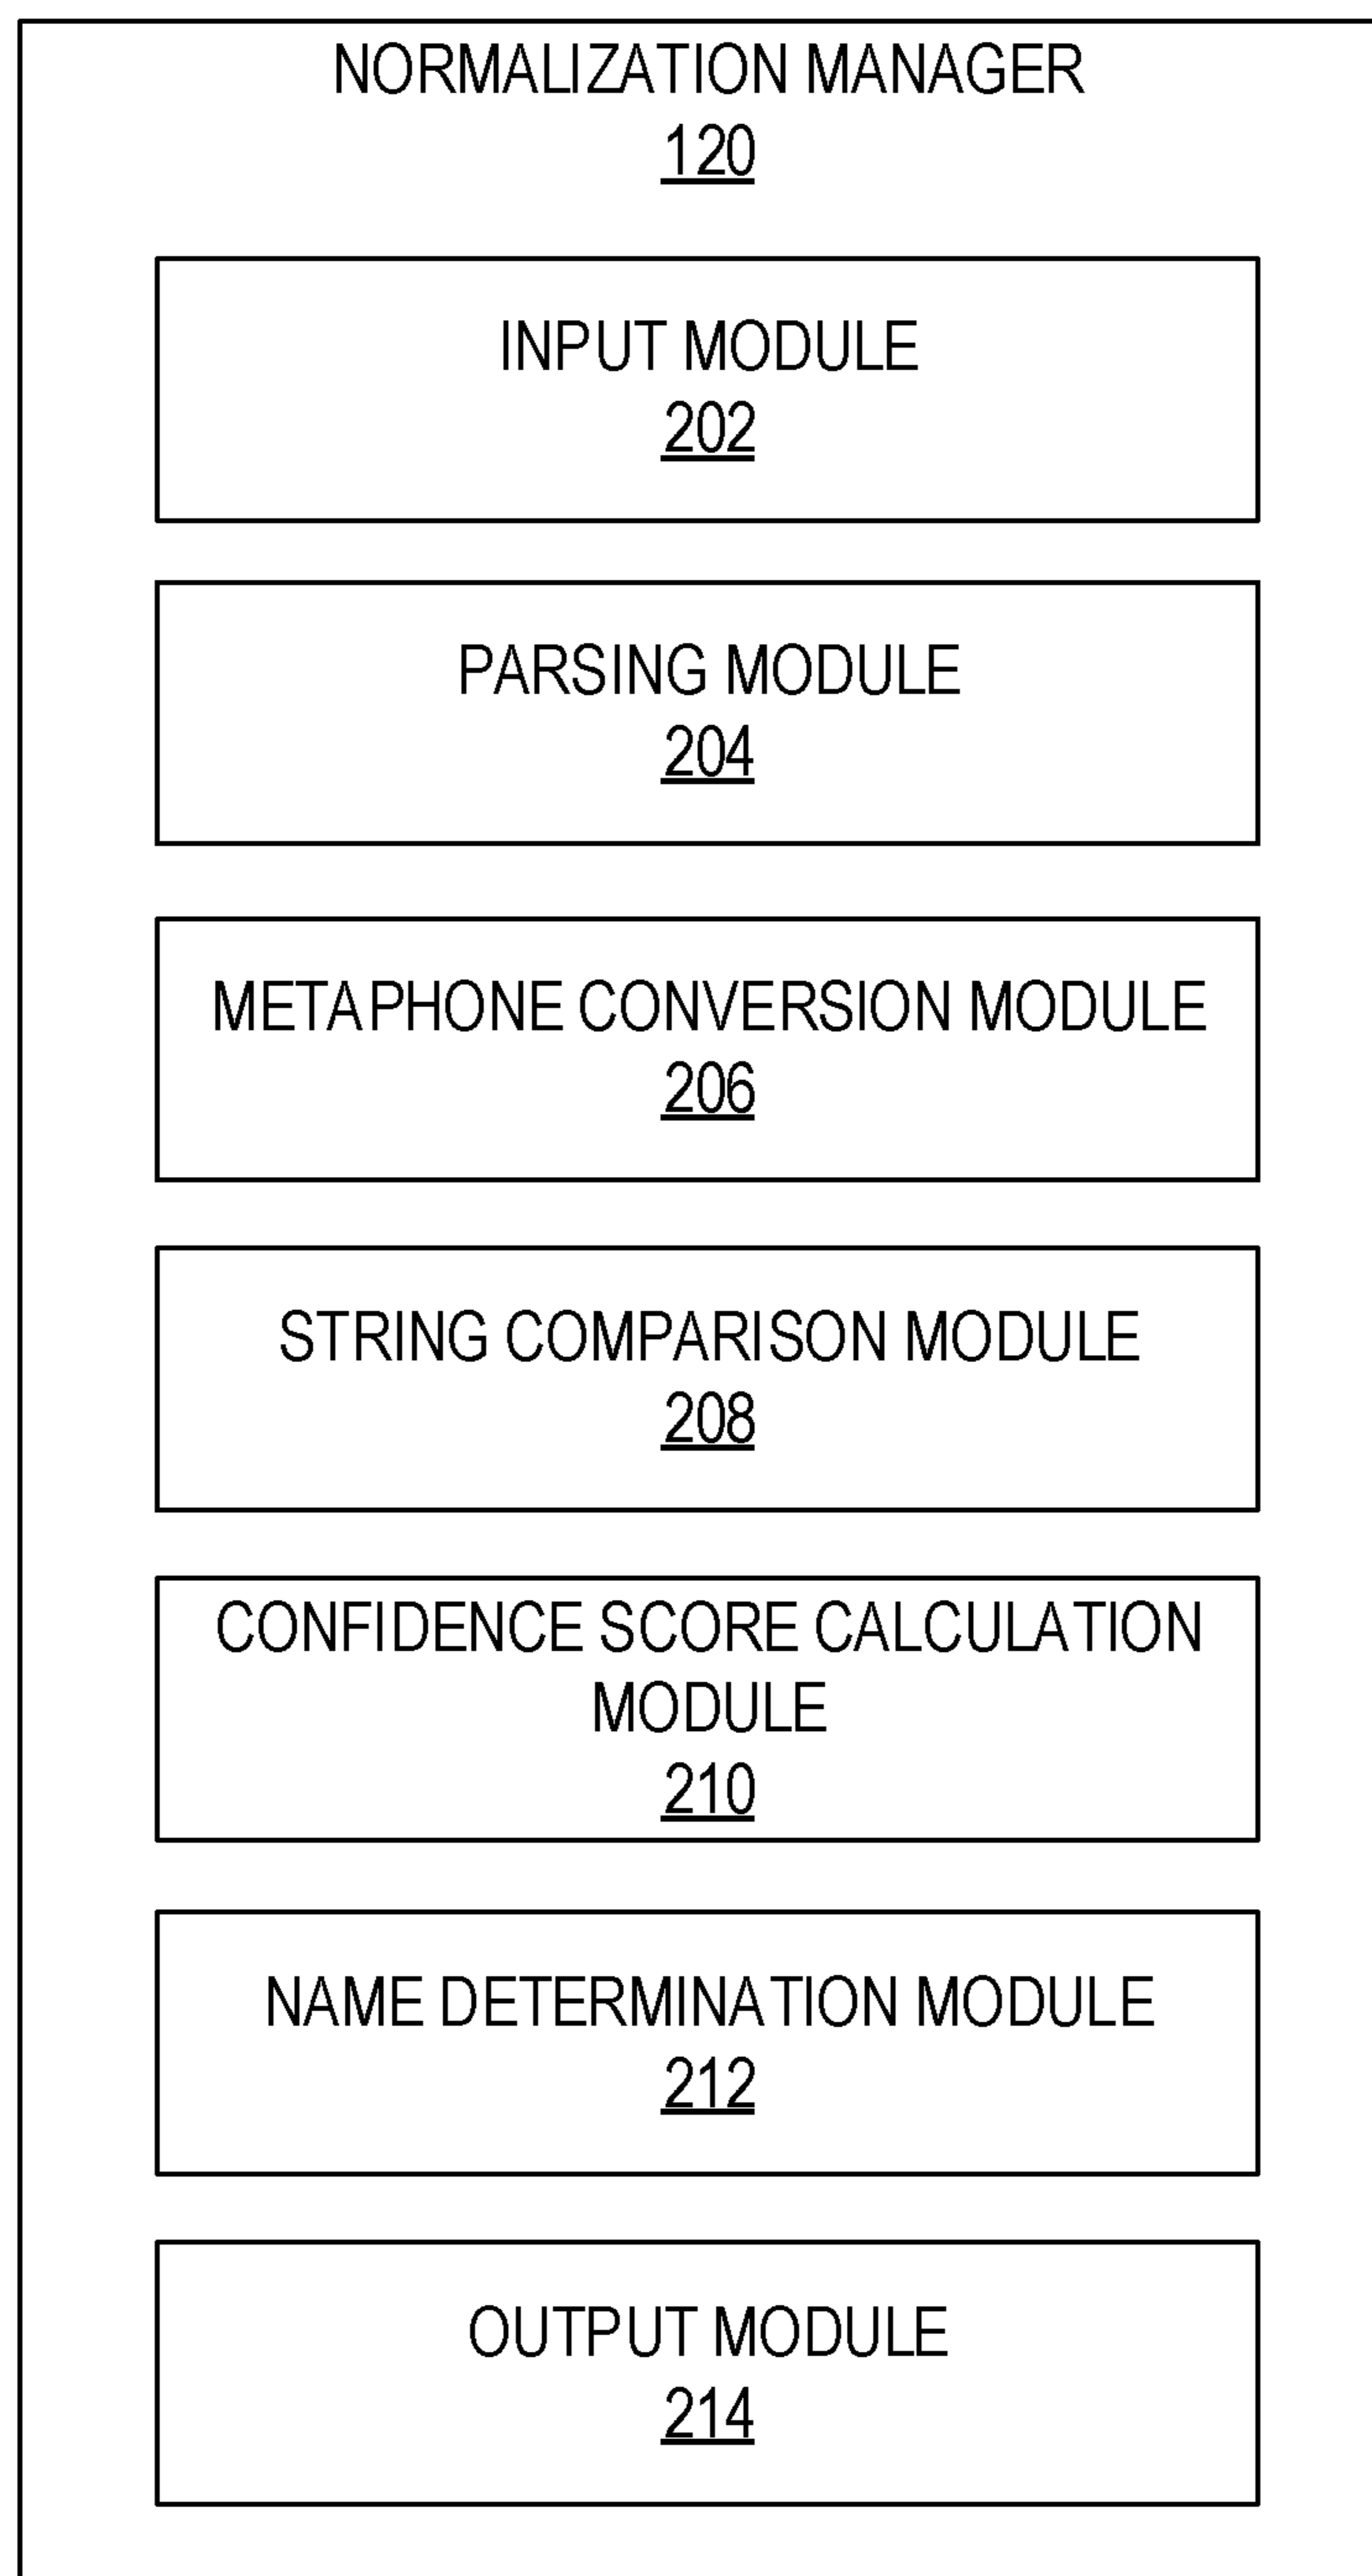 NORMALIZATION MANAGER
120
INPUT MODULE
202
PARSING MODULE
204
METAPHONE CONVERSION MODULE
206
STRING COMPARISON MODULE
208
CONFIDENCE SCORE CALCULATION
MODULE
210
NAME DETERMINATION MODULE
212
OUTPUT MODULE
214